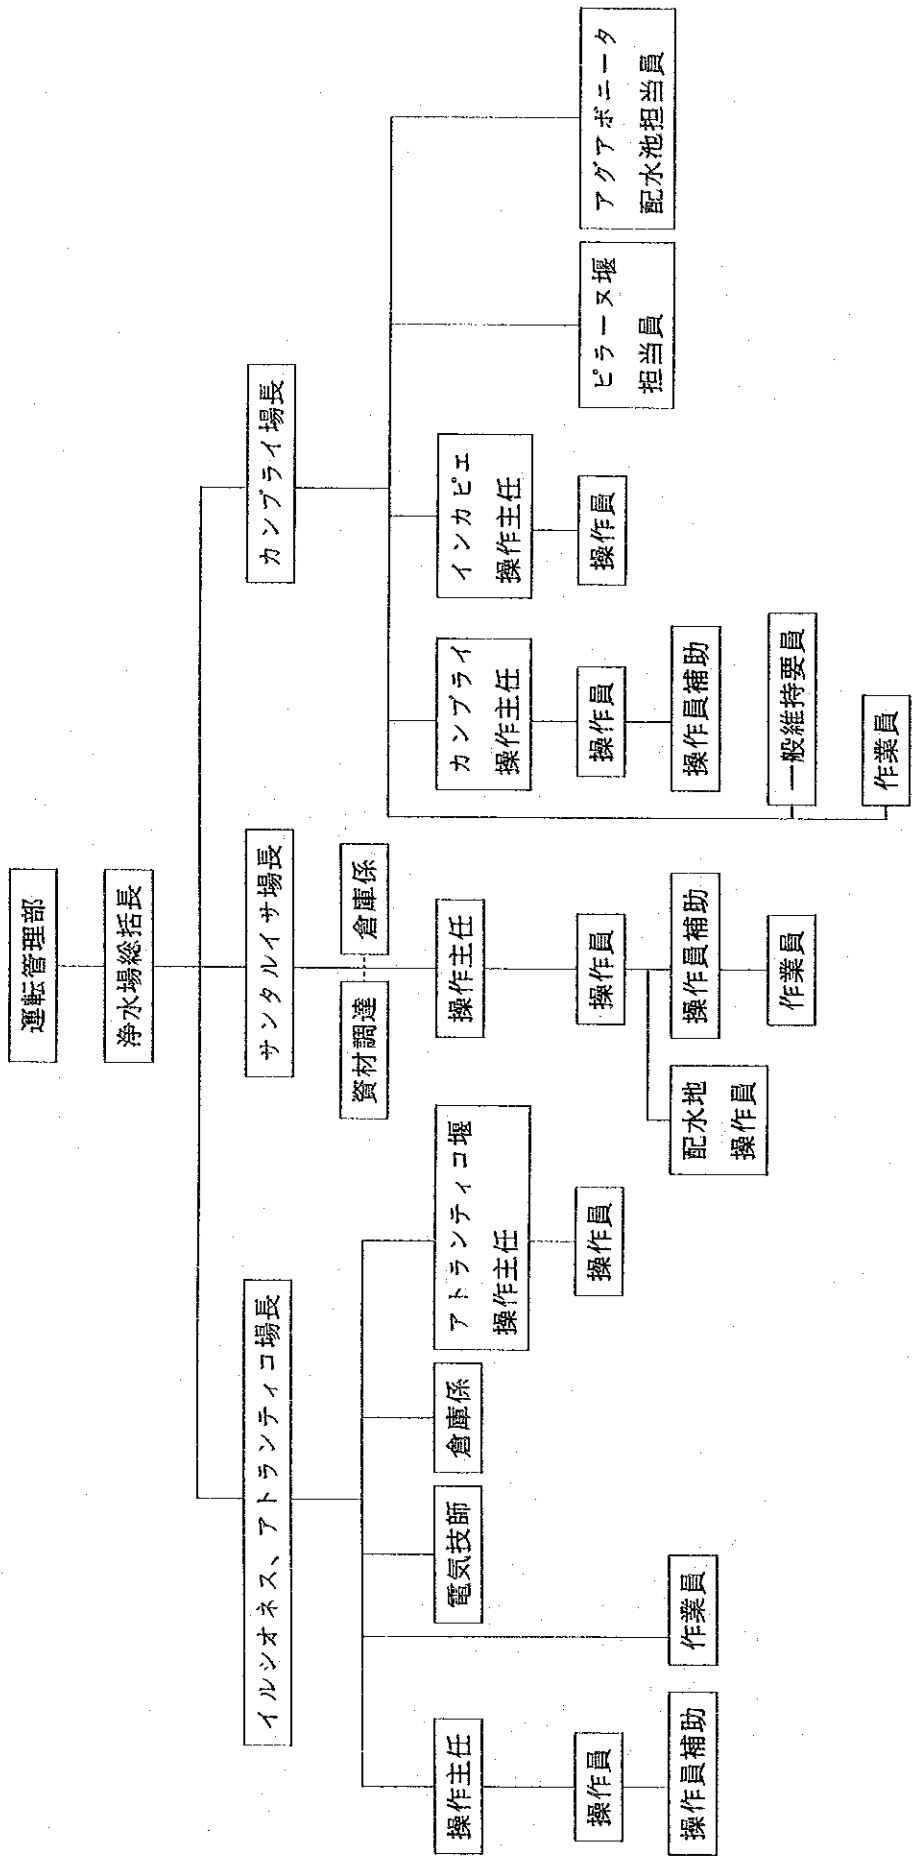 運転管理部
浄水場総括長
イルシオネス、アトランティコ場長
サンタルイサ場長
カンブライ場長
資材調達
倉庫係
操作主任
電気技師
倉庫係
アトランティコ堰
操作主任
操作主任
カンブライ
操作主任
インカピエ
操作主任
操作員
操作員
操作員
操作員
操作員
ピラーヌ堰
担当員
アグアボニータ
配水池担当員
操作員補助
作業員
配水地
操作員
操作員補助
操作員補助
作業員
一般維持要員
作業員